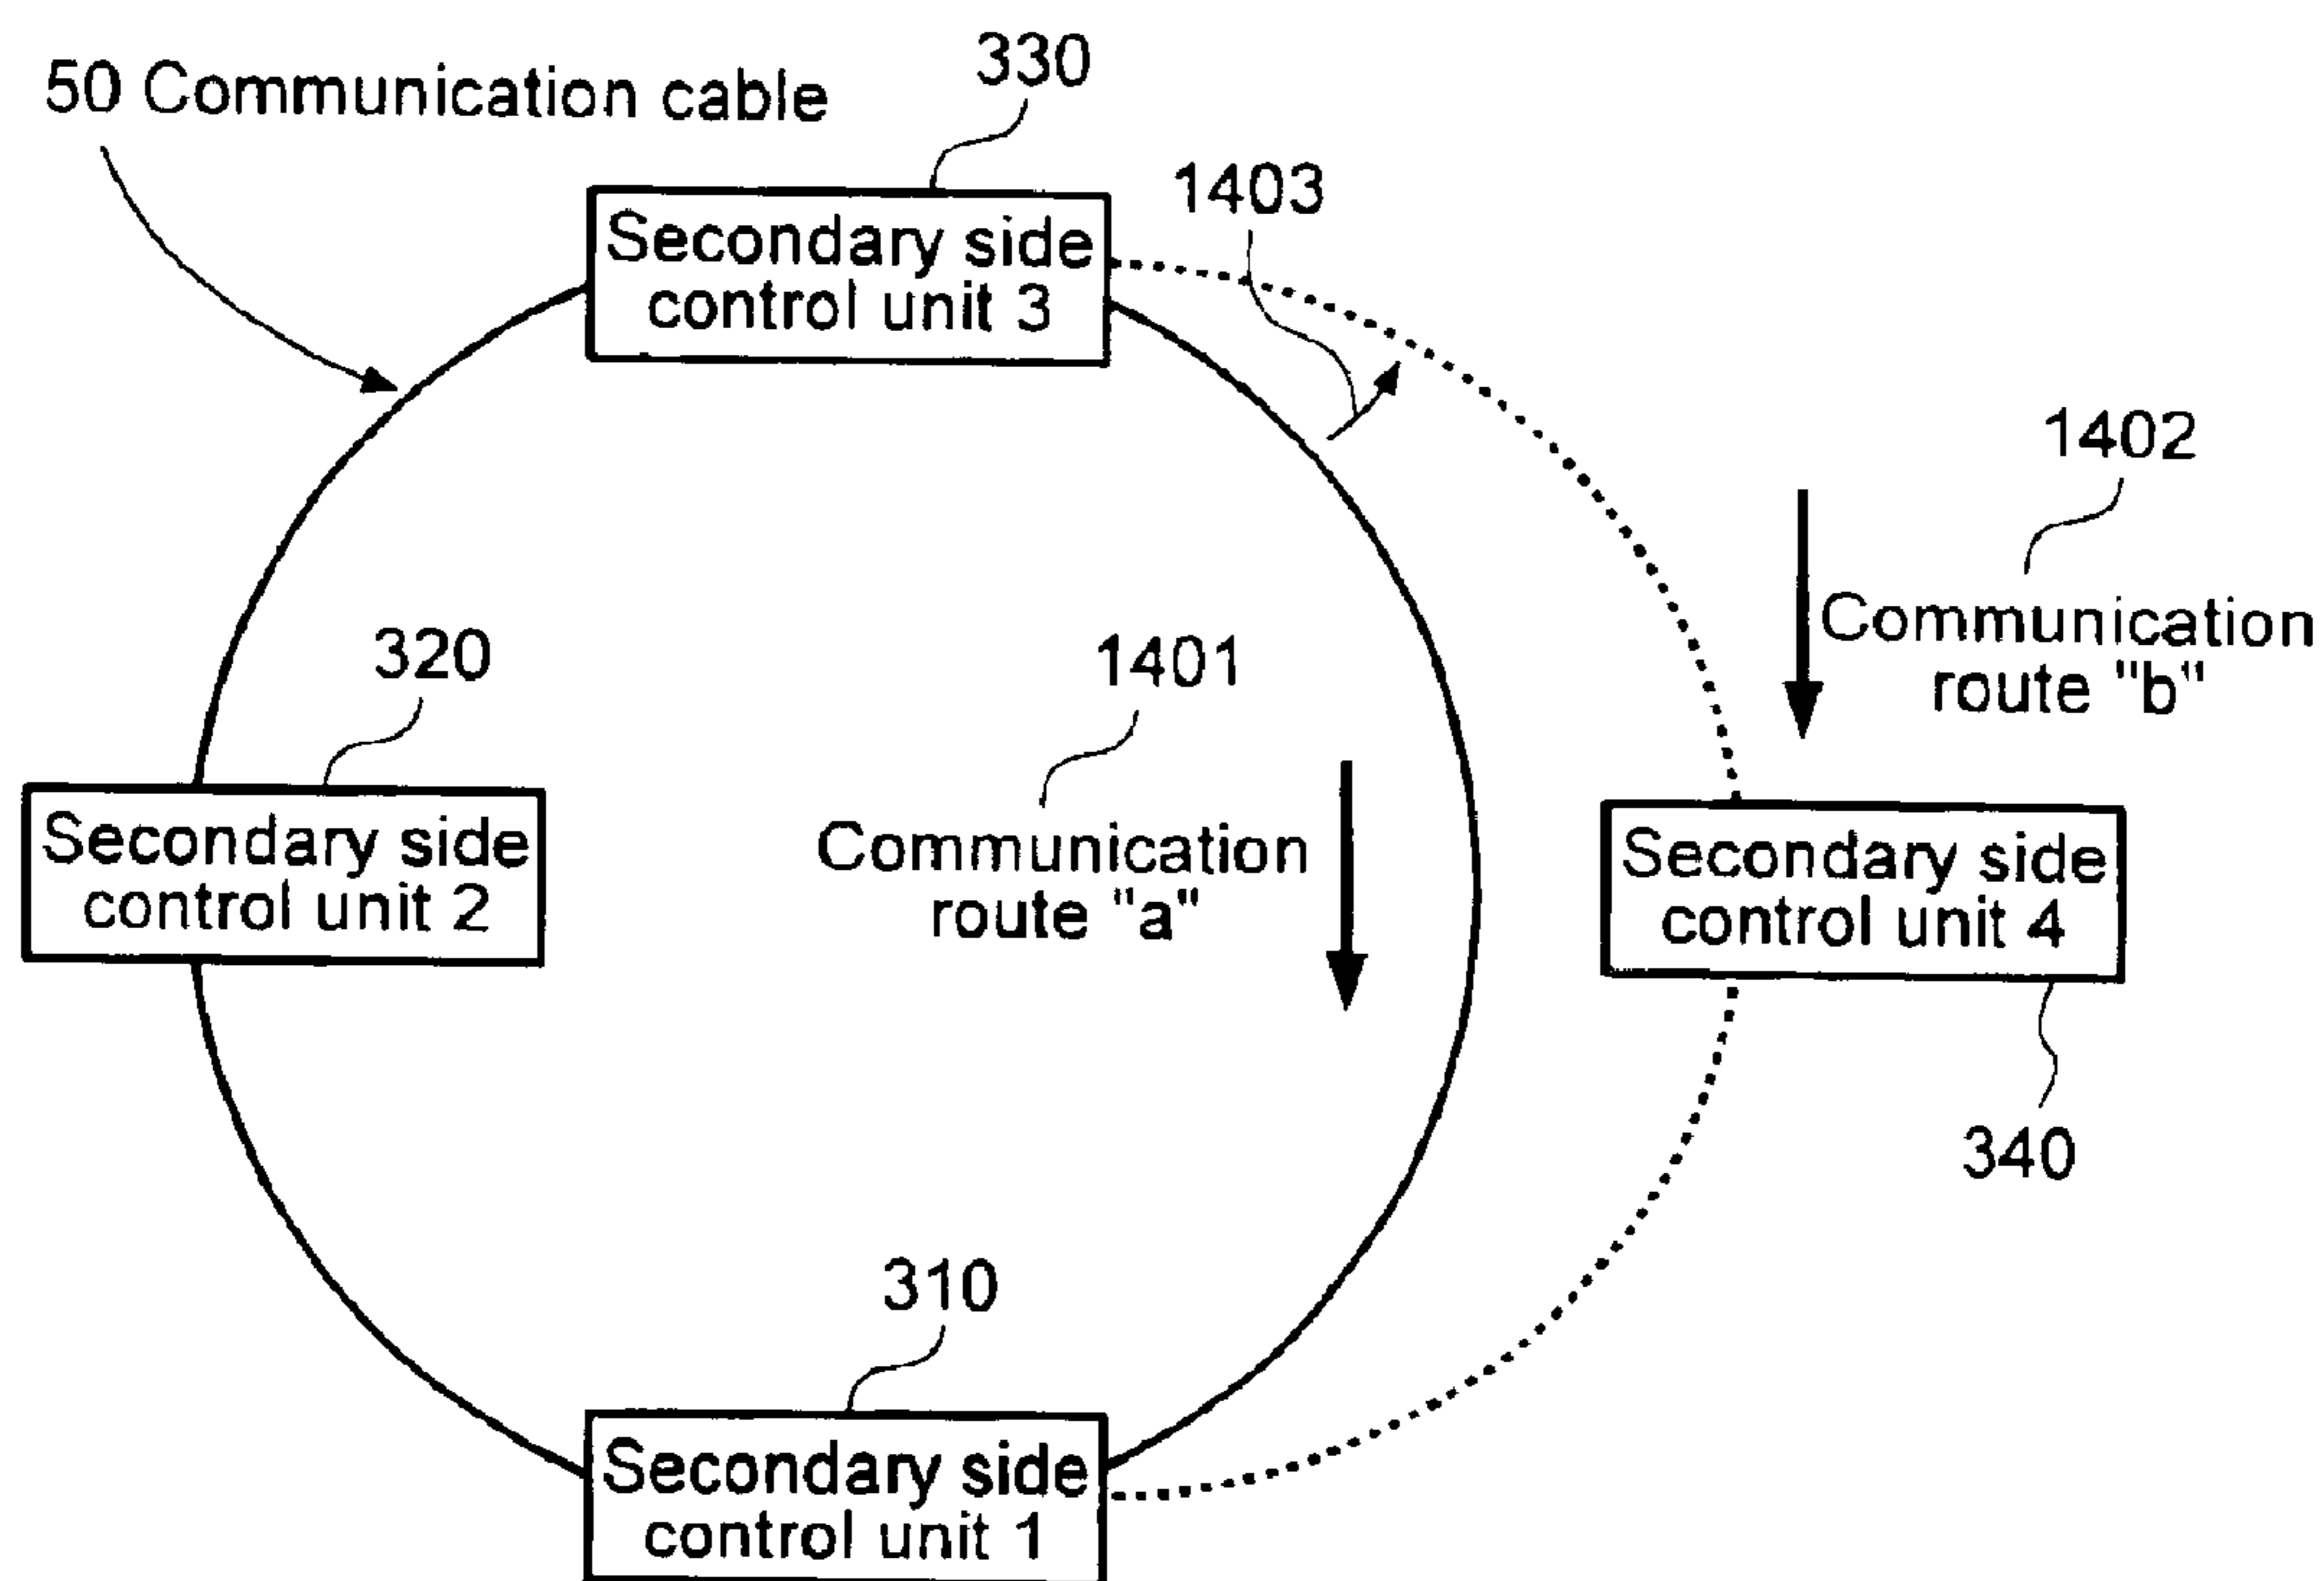 50 Communication cable
330
1403
Secondary side
control unit 3
1402
Communication
route "b"
320
1401
Secondary side
control unit 2
Communication
route "a"
Secondary side
control unit 4
340
310
Secondary side
control unit 1